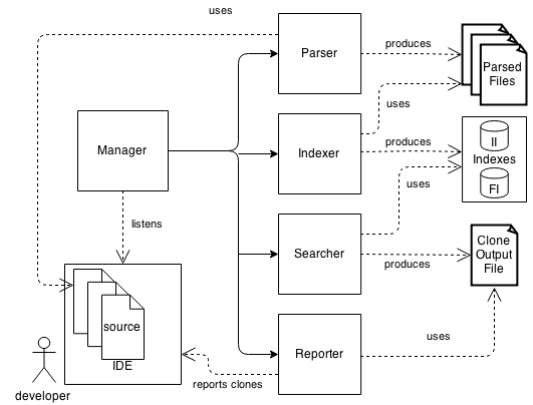 uses
Parser
produces
Parsed
Files
uses
Manager
Indexer
produces
II
Indexes
FI
uses
listens
Searcher
produces
Clone
Output
File
source
IDE
developer
reports clones
Reporter
uses